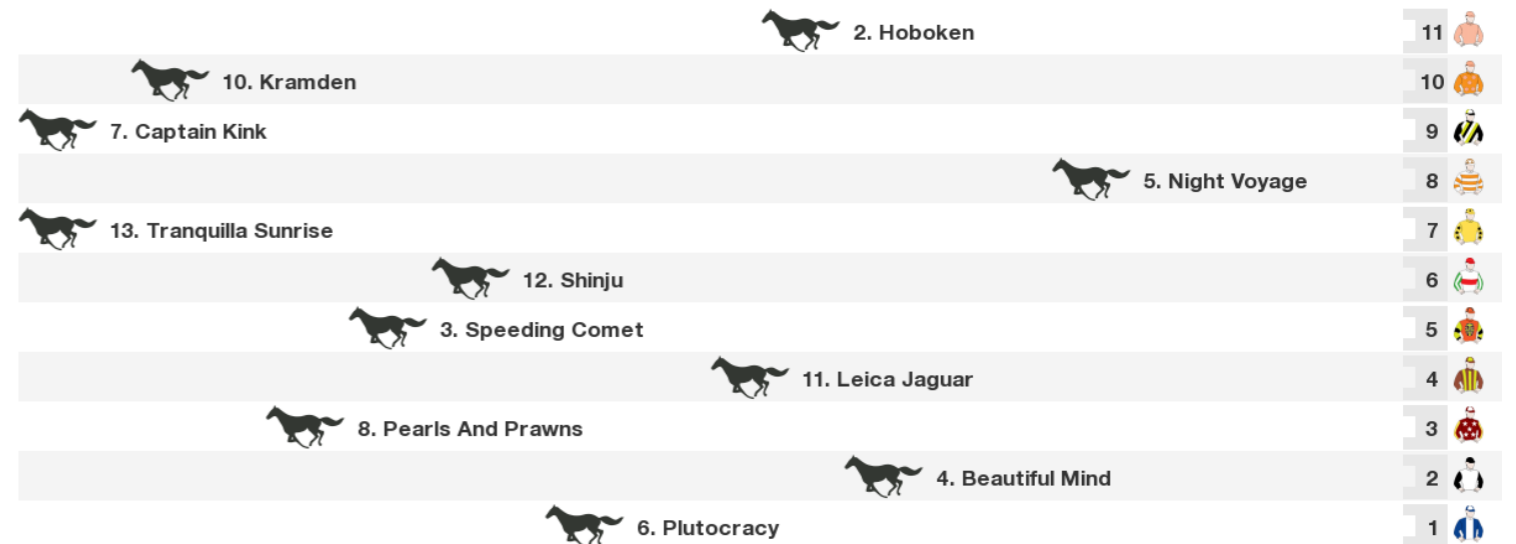 2. Hoboken 11
10. Kramden 10
7. Captain Kink 9
5. Night Voyage 8
13. Tranquilla Sunrise 7
12. Shinju 6
3. Speeding Comet 5
11. Leica Jaguar 4
8. Pearls And Prawns 3
4. Beautiful Mind 2
6. Plutocracy 1